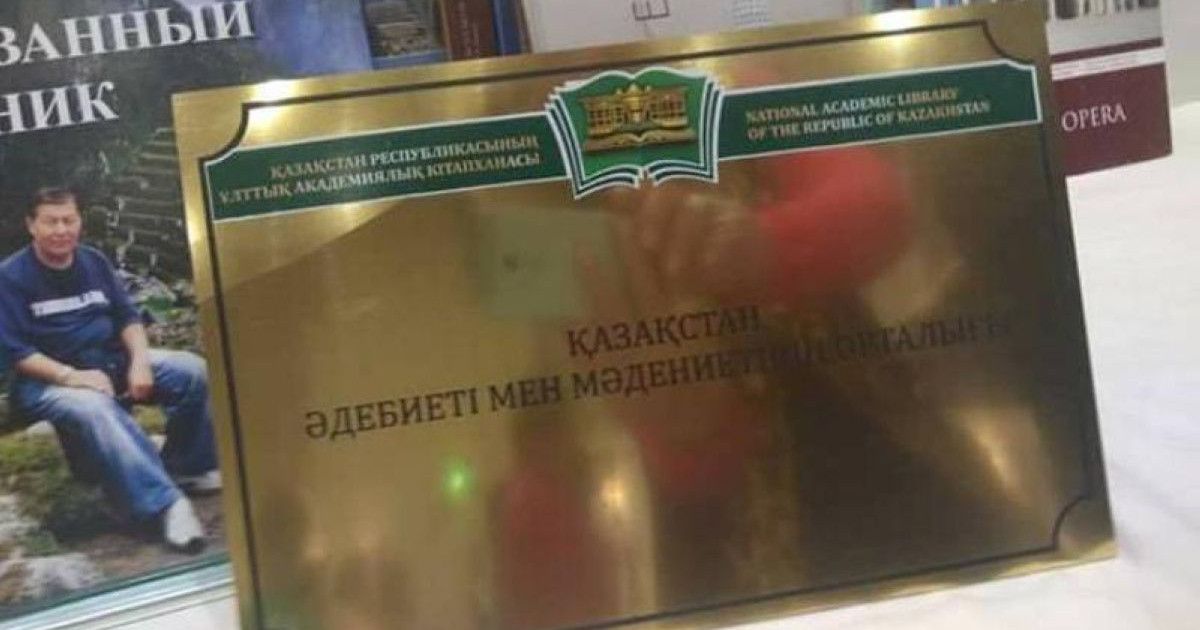 ЗАННЫЙ
НИК
ҚАЗАҚСТАН РЕСПУБЛИКАСЫНЫҢ
ҰЛТТЫҚ АКАДЕМИЯЛЫҚ КІТАПХАНАСЫ
NATIONAL ACADEMIC LIBRARY
OF THE REPUBLIC OF KAZAKHSTAN
OPERA
ҚАЗАҚСТАН
ӘДЕБИЕТІ МЕН МӘДЕНИЕТІНІҢ ОРТАЛЫҒЫ